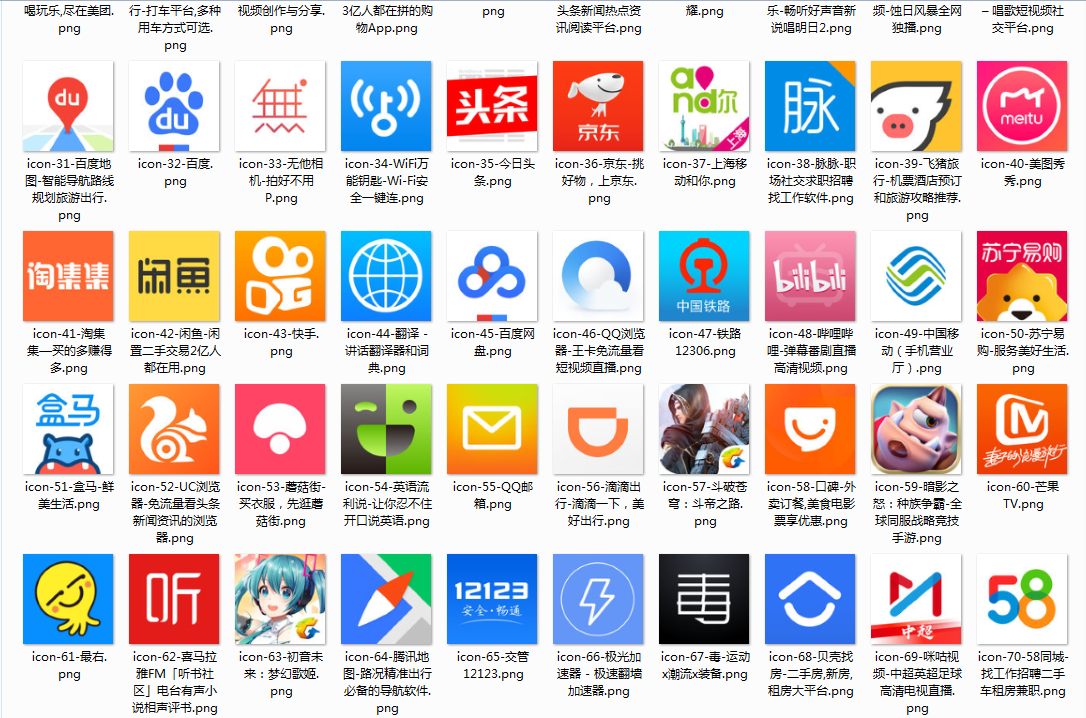 喝玩乐,尽在美团.
png
行-打车平台,多种
用车方式可选.
png
视频创作与分享.
png
3亿人都在拼的购
物App.png
png
头条新闻热点资
讯阅读平台.png
耀.png
乐-畅听好声音新
说唱明日2.png
频-蚀日风暴全网
独播.png
– 唱歌短视频社
交平台.png
du
du
無
头条
京东
and尔
掌上
脉
meitu
icon-31-百度地
图-智能导航路线
规划旅游出行.
png
icon-32-百度.
png
icon-33-无他相
机-拍好不用
P.png
icon-34-WiFi万
能钥匙-Wi-Fi安
全一键连.png
icon-35-今日头
条.png
icon-36-京东-挑
好物，上京东.
png
icon-37-上海移
动和你.png
icon-38-脉脉-职
场社交求职招聘
找工作软件.png
icon-39-飞猪旅
行-机票酒店预订
和旅游攻略推荐.
png
icon-40-美图秀
秀.png
淘集集
闲鱼
中国铁路
bilibili
苏宁易购
icon-41-淘集
集—买的多赚得
多.png
icon-42-闲鱼-闲
置二手交易2亿人
都在用.png
icon-43-快手.
png
icon-44-翻译 -
讲话翻译器和词
典.png
icon-45-百度网
盘.png
icon-46-QQ浏览
器-王卡免流量看
短视频直播.png
icon-47-铁路
12306.png
icon-48-哔哩哔
哩-弹幕番剧直播
高清视频.png
icon-49-中国移
动（手机营业
厅）.png
icon-50-苏宁易
购-服务美好生活.
png
盒马
妻子的浪漫旅行
icon-51-盒马-鲜
美生活.png
icon-52-UC浏览
器-免流量看头条
新闻资讯的浏览
器.png
icon-53-蘑菇街-
买衣服，先逛蘑
菇街.png
icon-54-英语流
利说-让你忍不住
开口说英语.png
icon-55-QQ邮
箱.png
icon-56-滴滴出
行-滴滴一下，美
好出行.png
icon-57-斗破苍
穹：斗帝之路.
png
icon-58-口碑-外
卖订餐,美食电影
票享优惠.png
icon-59-暗影之
怒：种族争霸-全
球同服战略竞技
手游.png
icon-60-芒果
TV.png
听
12123
安全·畅通
毒
中超
58
icon-61-最右.
png
icon-62-喜马拉
雅FM「听书社
区」电台有声小
说相声评书.png
icon-63-初音未
来：梦幻歌姬.
png
icon-64-腾讯地
图-路况精准出行
必备的导航软件.
png
icon-65-交管
12123.png
icon-66-极光加
速器 - 极速翻墙
加速器.png
icon-67-毒-运动
x潮流x装备.png
icon-68-贝壳找
房-二手房,新房,
租房大平台.png
icon-69-咪咕视
频-中超英超足球
高清电视直播.
png
icon-70-58同城-
找工作招聘二手
车租房兼职.png